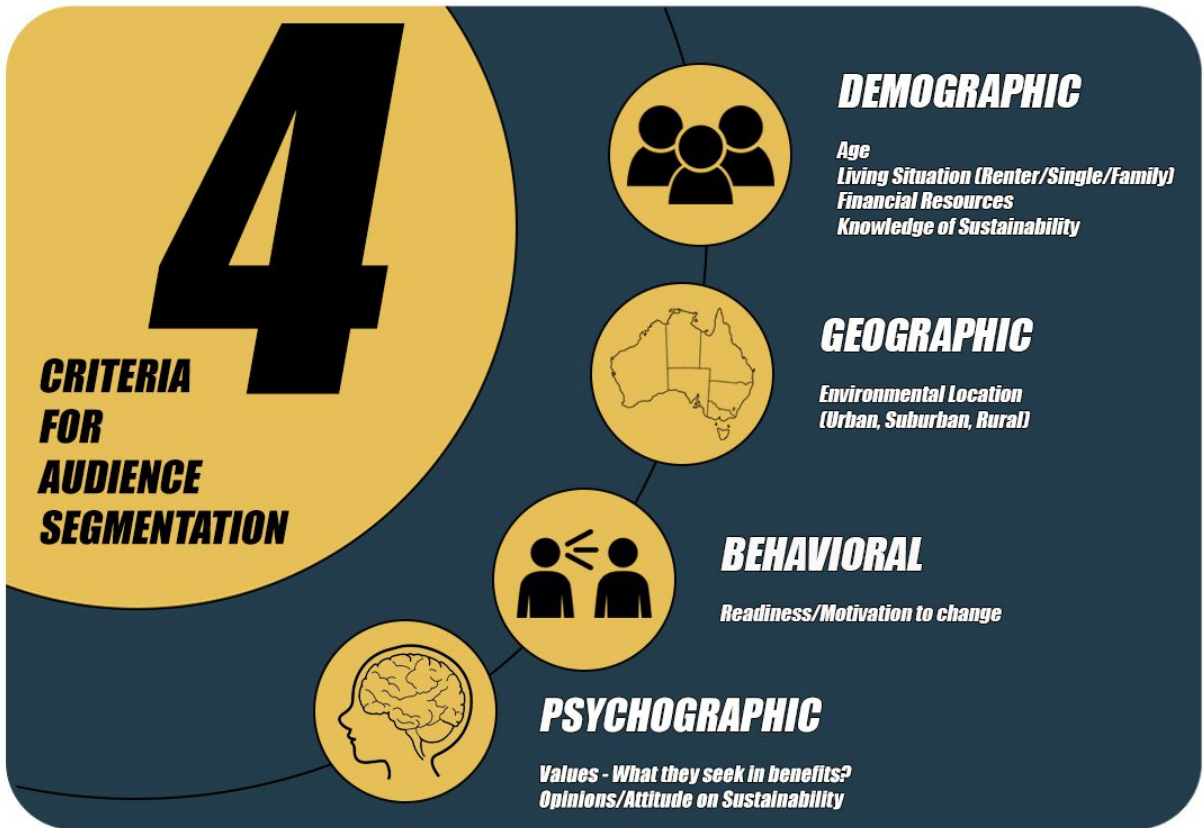 4
CRITERIA
FOR
AUDIENCE
SEGMENTATION
DEMOGRAPHIC
Age
Living Situation (Renter/Single/Family)
Financial Resources
Knowledge of Sustainability
GEOGRAPHIC
Environmental Location
(Urban, Suburban, Rural)
BEHAVIORAL
Readiness/Motivation to change
PSYCHOGRAPHIC
Values - What they seek in benefits?
Opinions/Attitude on Sustainability